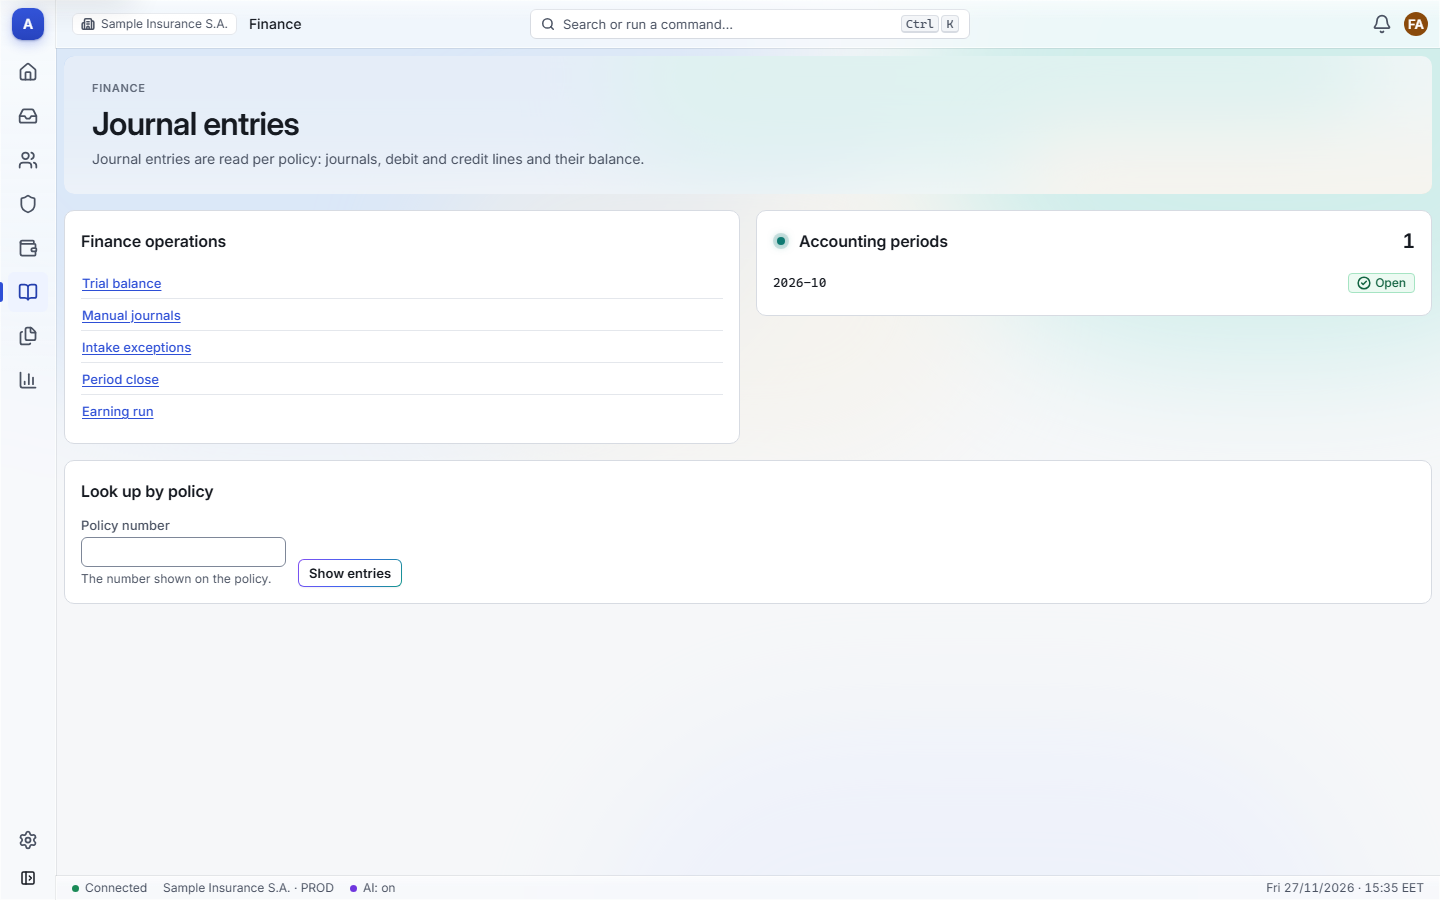 A
Sample Insurance S.A.
Finance
Search or run a command...
Ctrl K
FA
FINANCE
Journal entries
Journal entries are read per policy: journals, debit and credit lines and their balance.
Finance operations
Trial balance
Manual journals
Intake exceptions
Period close
Earning run
Accounting periods
1
2026-10
Open
Look up by policy
Policy number
The number shown on the policy.
Show entries
Connected
Sample Insurance S.A. · PROD
AI: on
Fri 27/11/2026 · 15:35 EET